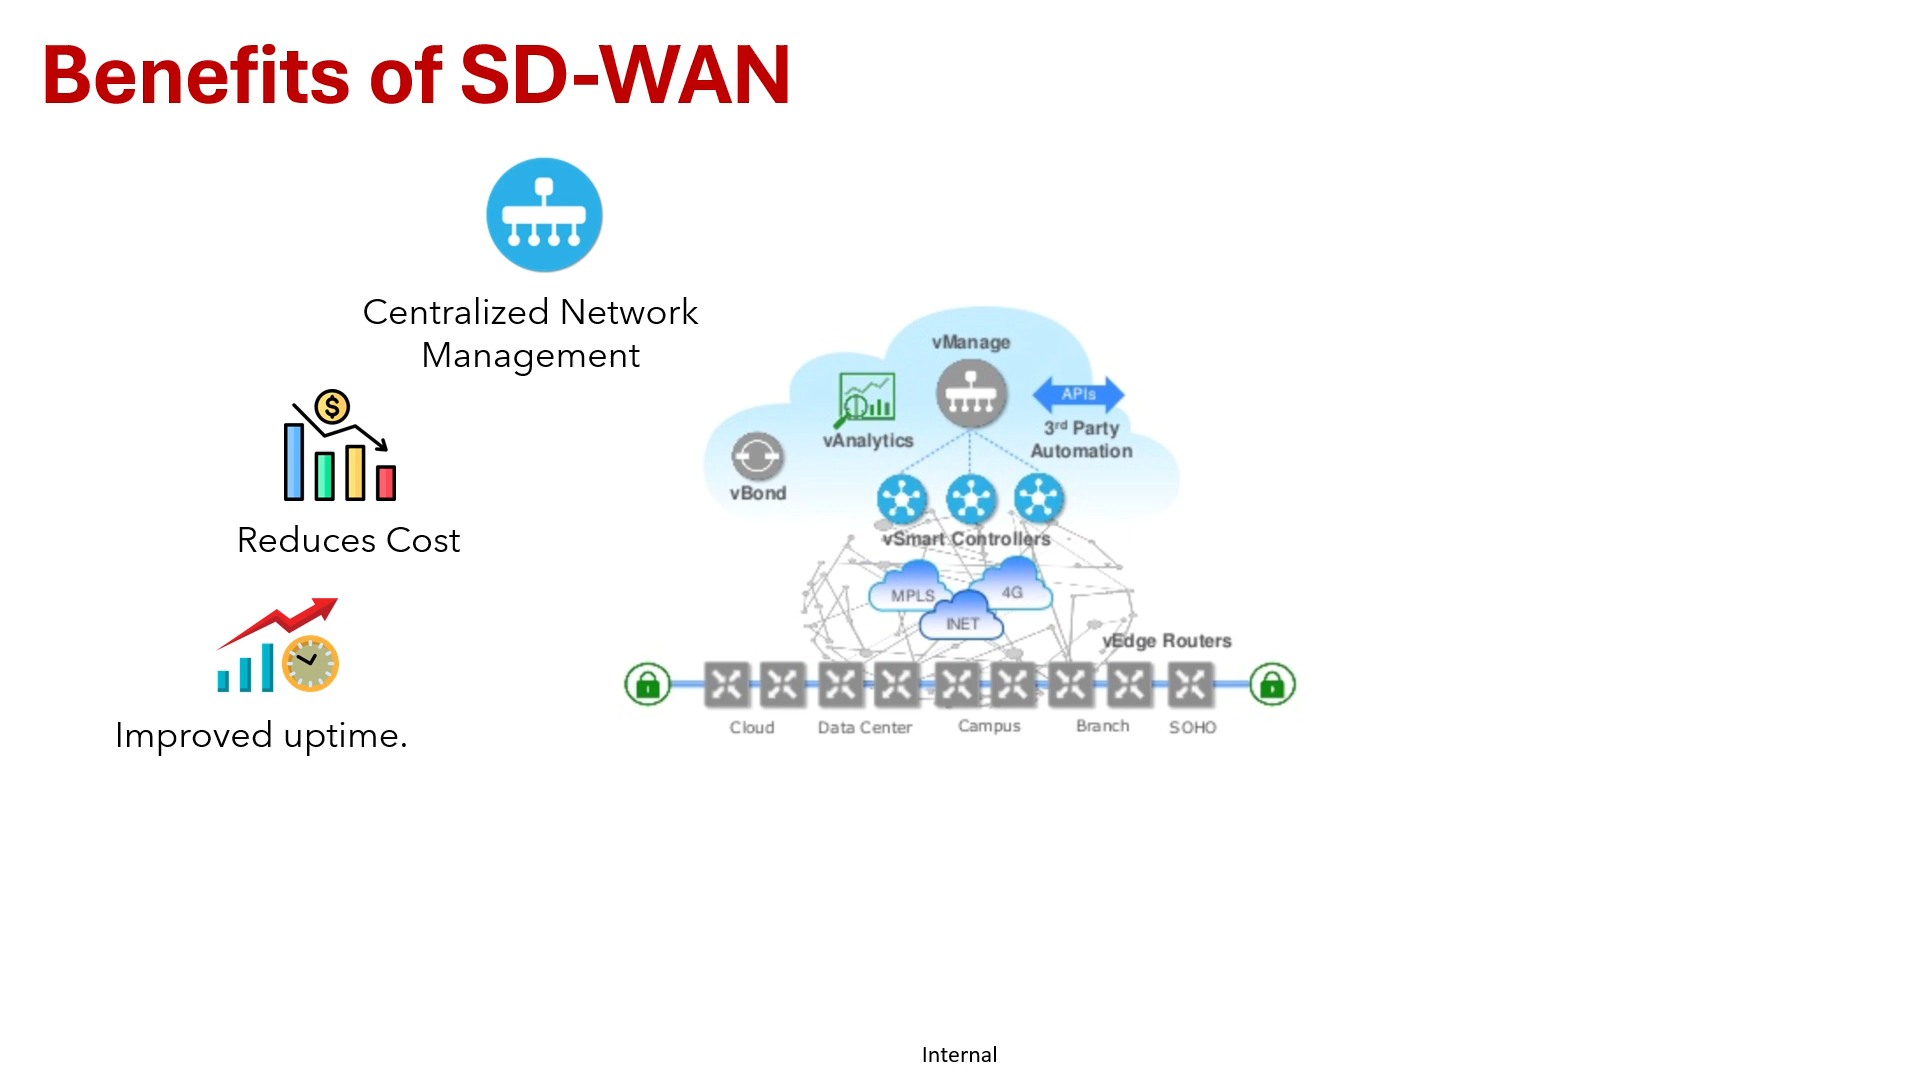 Benefits of SD-WAN
Centralized Network
Management
$
Reduces Cost
Improved uptime.
vManage
APIs
vAnalytics
3rd Party
Automation
vBond
vSmart Controllers
MPLS
4G
INET
vEdge Routers
Cloud
Data Center
Campus
Branch
SOHO
Internal